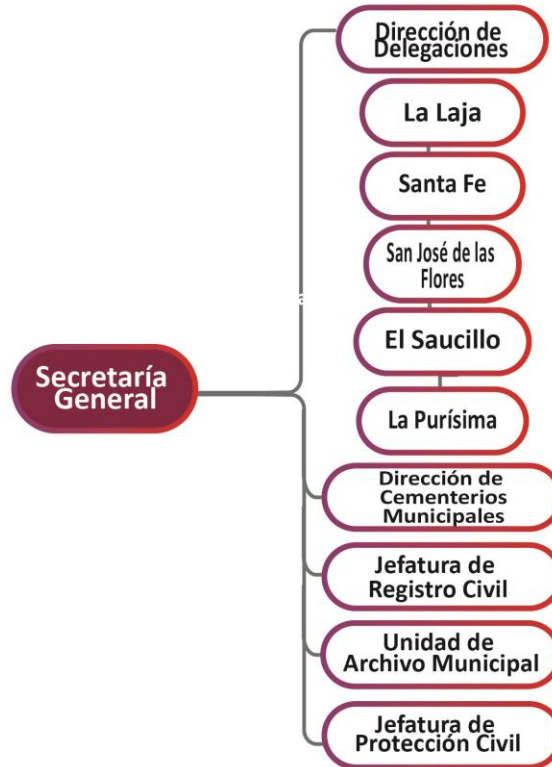 Dirección de
Delegaciones
La Laja
Santa Fe
San José de las
Flores
El Saucillo
Secretaría
General
La Purísima
Dirección de
Cementerios
Municipales
Jefatura de
Registro Civil
Unidad de
Archivo Municipal
Jefatura de
Protección Civil